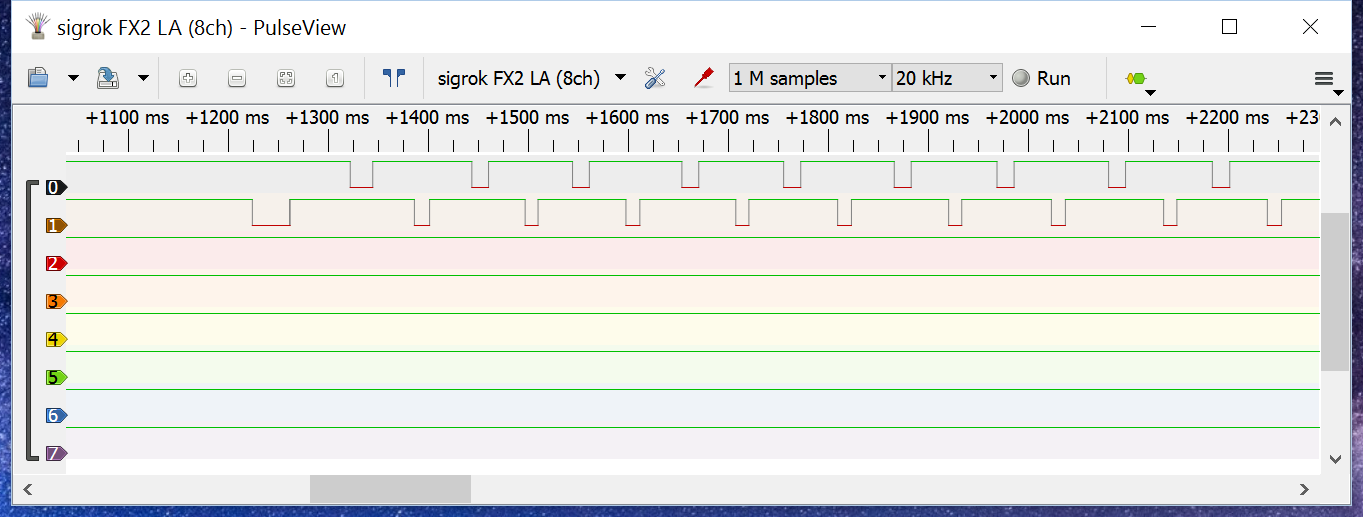 sigrok FX2 LA (8ch) - PulseView
sigrok FX2 LA (8ch) 1 M samples 20 kHz Run
+1100 ms +1200 ms +1300 ms +1400 ms +1500 ms +1600 ms +1700 ms +1800 ms +1900 ms +2000 ms +2100 ms +2200 ms +230
0
1
2
3
4
5
6
7